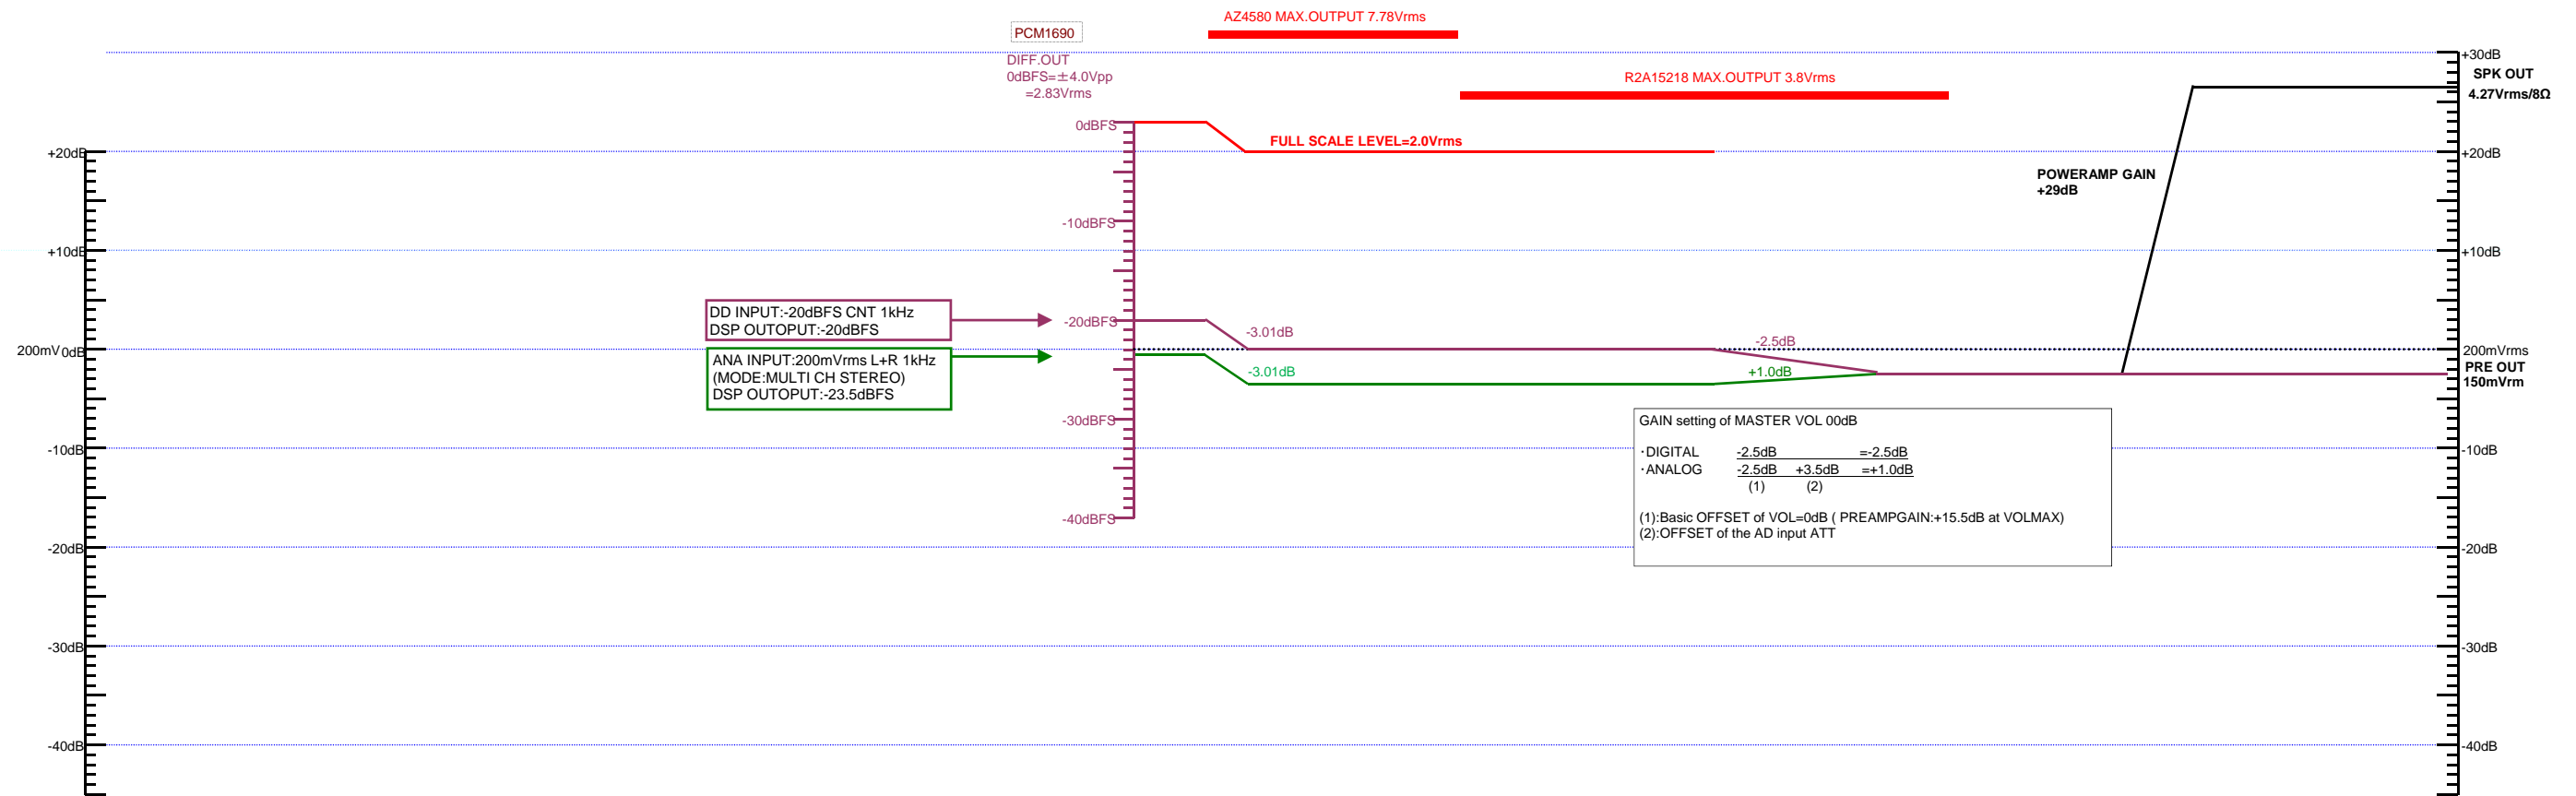 AZ4580 MAX.OUTPUT 7.78Vrms
PCM1690
DIFF.OUT
0dBFS=±4.0Vpp
=2.83Vrms
R2A15218 MAX.OUTPUT 3.8Vrms
+30dB
SPK OUT
4.27Vrms/8Ω
0dBFS
FULL SCALE LEVEL=2.0Vrms
+20dB
+20dB
POWERAMP GAIN
+29dB
-10dBFS
+10dB
+10dB
DD INPUT:-20dBFS CNT 1kHz
DSP OUTOPUT:-20dBFS
-20dBFS
-3.01dB
-2.5dB
200mV 0dB
200mVrms
ANA INPUT:200mVrms L+R 1kHz
(MODE:MULTI CH STEREO)
DSP OUTOPUT:-23.5dBFS
-3.01dB
+1.0dB
PRE OUT
150mVrm
-30dBFS
GAIN setting of MASTER VOL 00dB
・DIGITAL -2.5dB =-2.5dB
・ANALOG -2.5dB +3.5dB =+1.0dB
(1) (2)
(1):Basic OFFSET of VOL=0dB ( PREAMPGAIN:+15.5dB at VOLMAX)
(2):OFFSET of the AD input ATT
-10dB
-10dB
-40dBFS
-20dB
-20dB
-30dB
-30dB
-40dB
-40dB